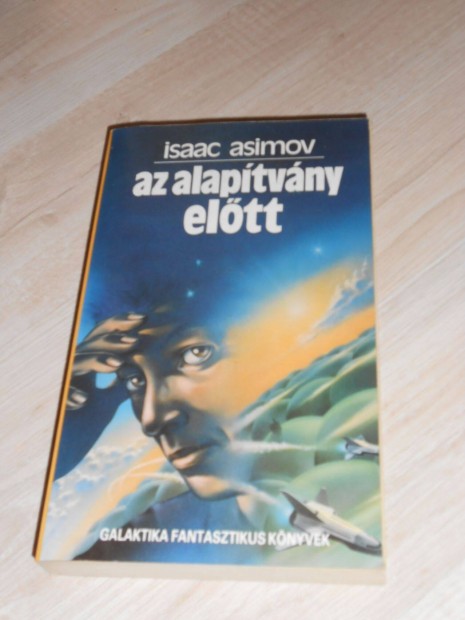 isaac asimov
az alapítvány
előtt
GALAKTIKA FANTASZTIKUS KÖNYVEK